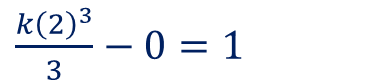 k(2)³/3 − 0 = 1